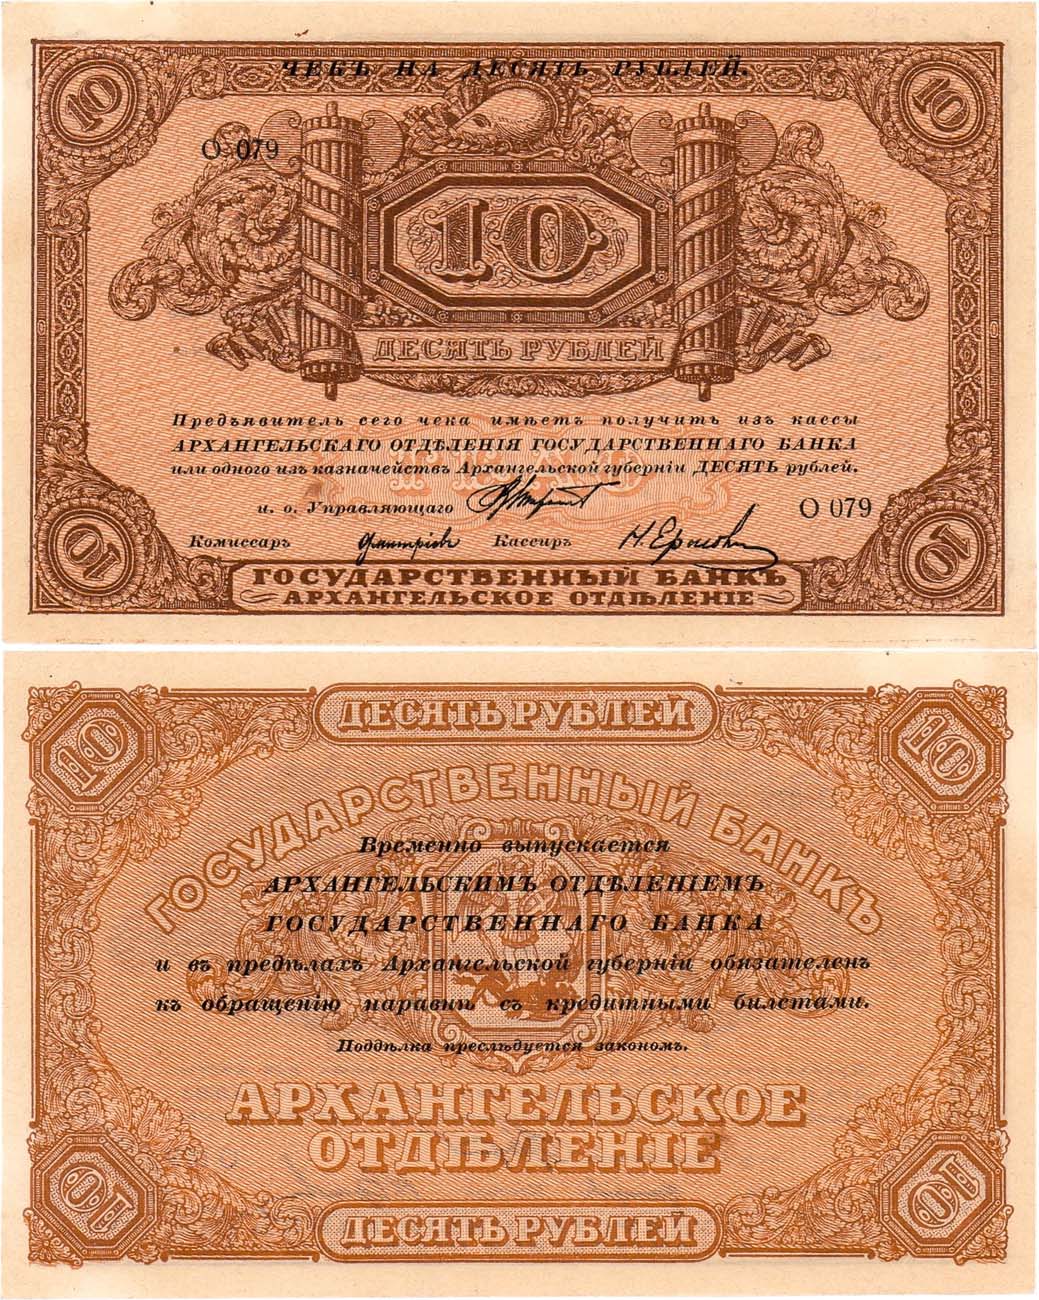 ЧЕКЪ НА ДЕСЯТЬ РУБЛЕЙ.
10
10
О 079
10
ДЕСЯТЬ РУБЛЕЙ
Предъявитель сего чека имѣетъ получить изъ кассы
АРХАНГЕЛЬСКАГО ОТДѢЛЕНІЯ ГОСУДАРСТВЕННАГО БАНКА
или одного изъ казначействъ Архангельской губерніи ДЕСЯТЬ рублей.
и. о. Управляющаго
О 079
Комиссаръ
Кассиръ Н. Ершовъ
10
10
ГОСУДАРСТВЕННЫЙ БАНКЪ
АРХАНГЕЛЬСКОЕ ОТДѢЛЕНІЕ
10
ДЕСЯТЬ РУБЛЕЙ
10
ГОСУДАРСТВЕННЫЙ БАНКЪ
Временно выпускается
АРХАНГЕЛЬСКИМЪ ОТДѢЛЕНІЕМЪ
ГОСУДАРСТВЕННАГО БАНКА
и въ предѣлахъ Архангельской губерніи обязателенъ
къ обращенію наравнѣ съ кредитными билетами.
Поддѣлка преслѣдуется закономъ.
АРХАНГЕЛЬСКОЕ
ОТДѢЛЕНІЕ
10
ДЕСЯТЬ РУБЛЕЙ
10